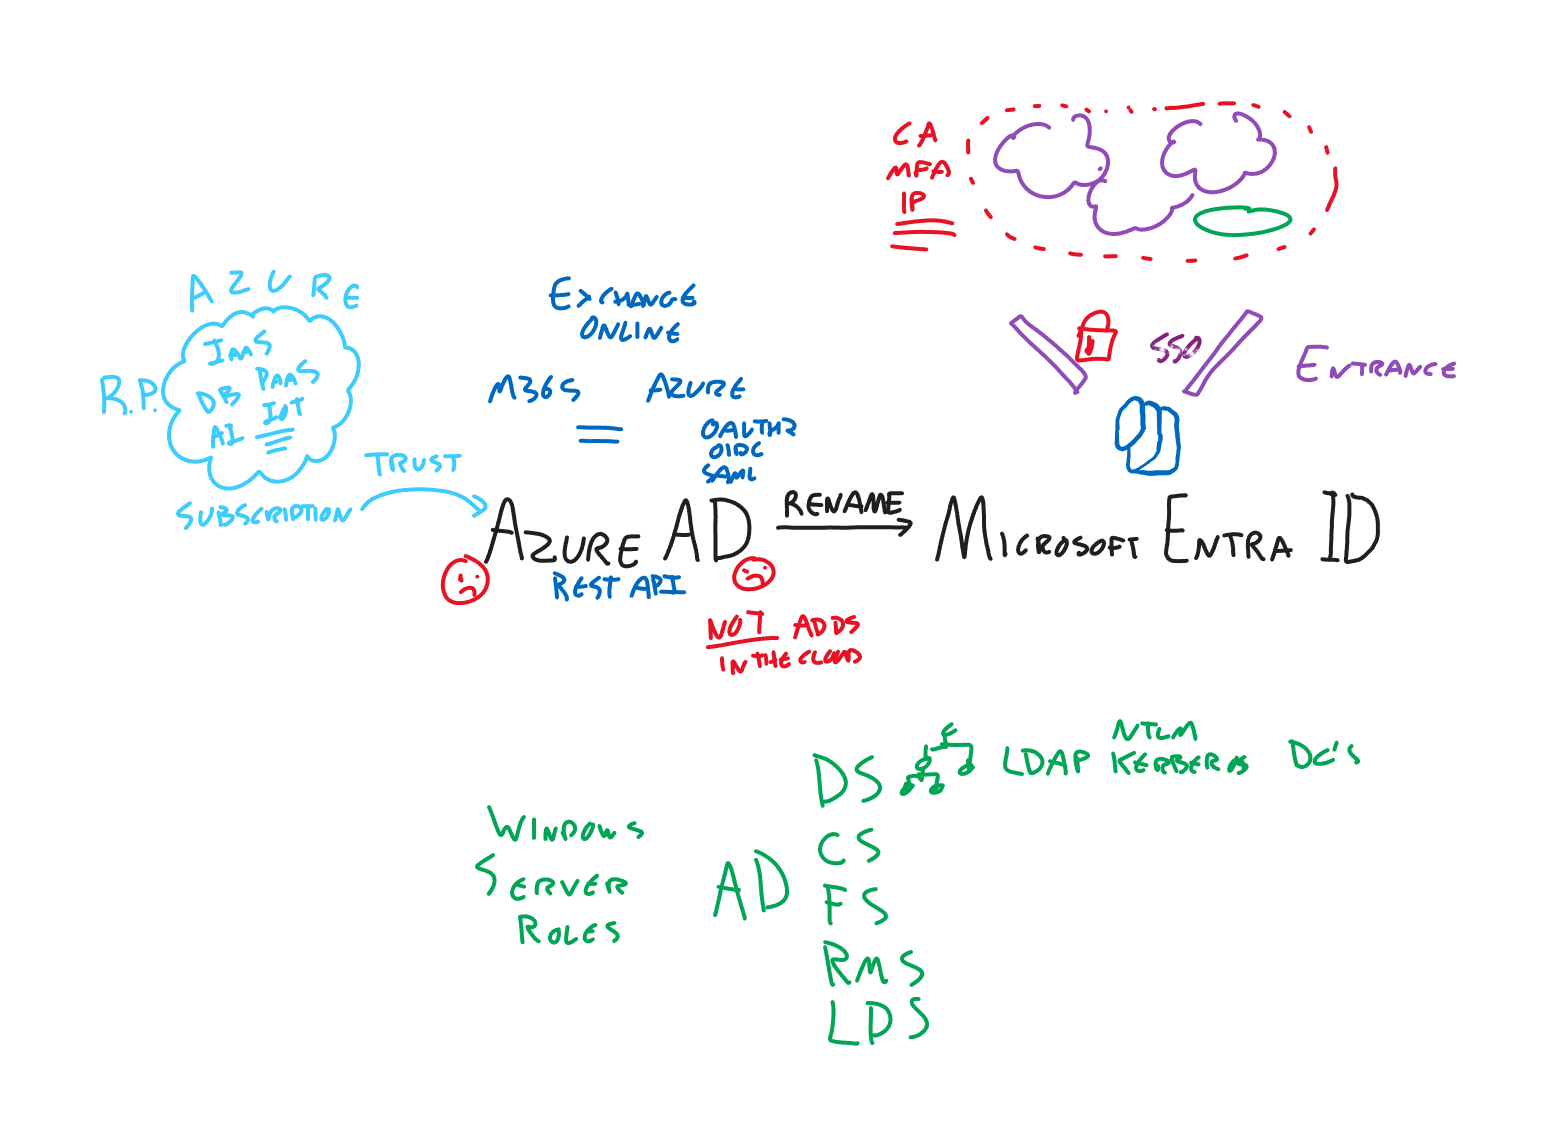 CA
MFA
IP
AZURE
IaaS
DB PaaS
AI IOT
R.P.
SUBSCRIPTION
TRUST
EXCHANGE
ONLINE
M365 AZURE
OAUTH2
OIDC
SAML
SSO
ENTRANCE
AZURE AD
RENAME
MICROSOFT ENTRA ID
REST API
NOT ADDS
IN THE CLOUD
WINDOWS
SERVER
ROLES
AD
DS
LDAP
NTLM
KERBEROS
DC'S
CS
FS
RMS
LDS